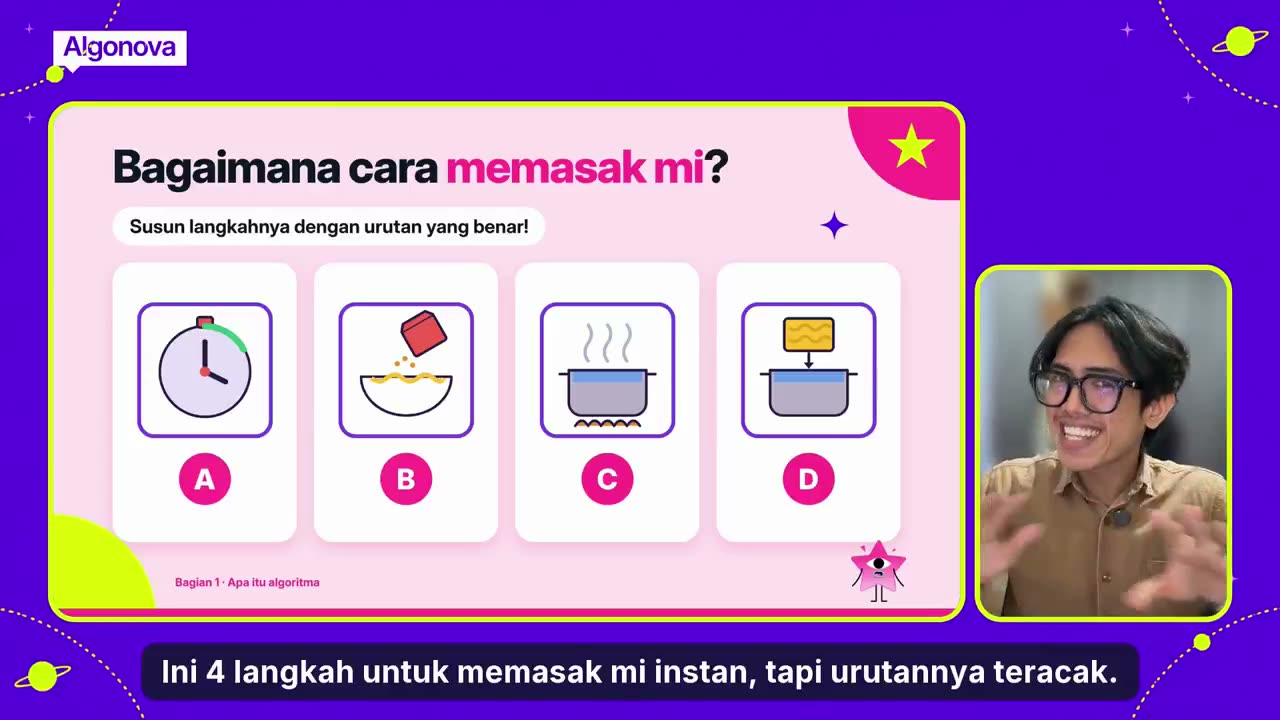 Algonova
Bagaimana cara memasak mi?
Susun langkahnya dengan urutan yang benar!
A
B
C
D
Bagian 1 · Apa itu algoritma
Ini 4 langkah untuk memasak mi instan, tapi urutannya teracak.